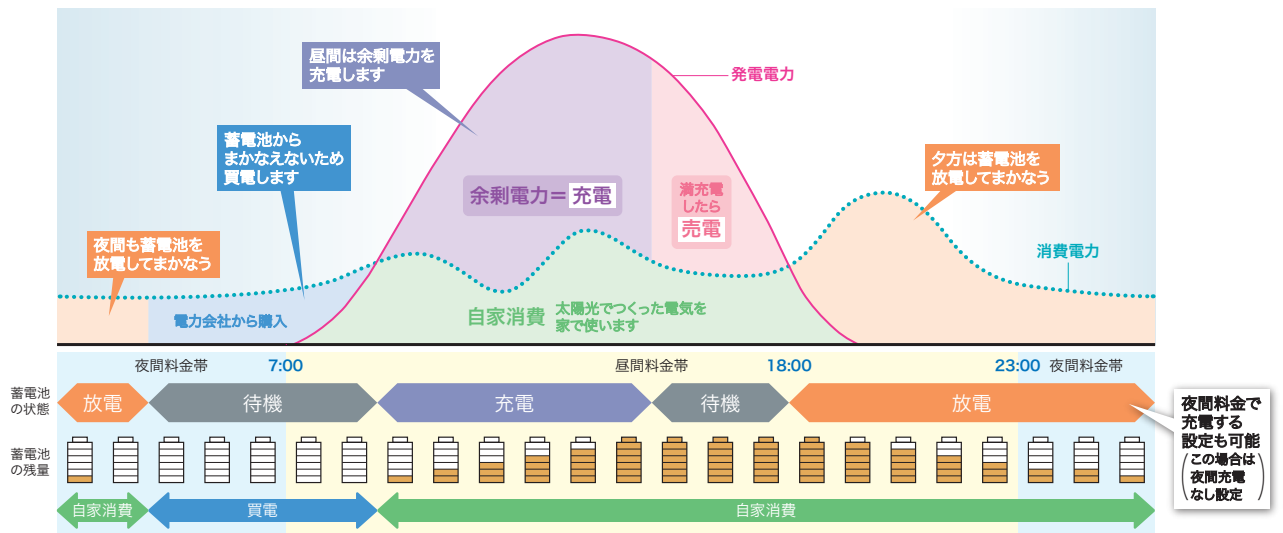 昼間は余剰電力を
充電します
発電電力
蓄電池から
まかなえないため
買電します
夕方は蓄電池を
放電してまかなう
余剰電力＝充電
満充電
したら
売電
夜間も蓄電池を
放電してまかなう
消費電力
電力会社から購入
自家消費
太陽光でつくった電気を
家で使います
夜間料金帯
7:00
昼間料金帯
18:00
23:00
夜間料金帯
蓄電池
の状態
放電
待機
充電
待機
放電
夜間料金で
充電する
設定も可能
(この場合は
夜間充電
なし設定)
蓄電池
の残量
自家消費
買電
自家消費